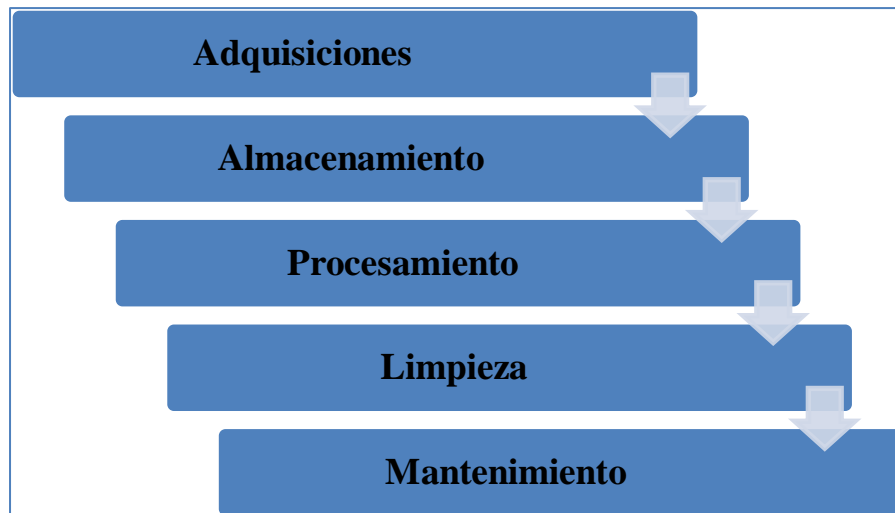 Adquisiciones
Almacenamiento
Procesamiento
Limpieza
Mantenimiento